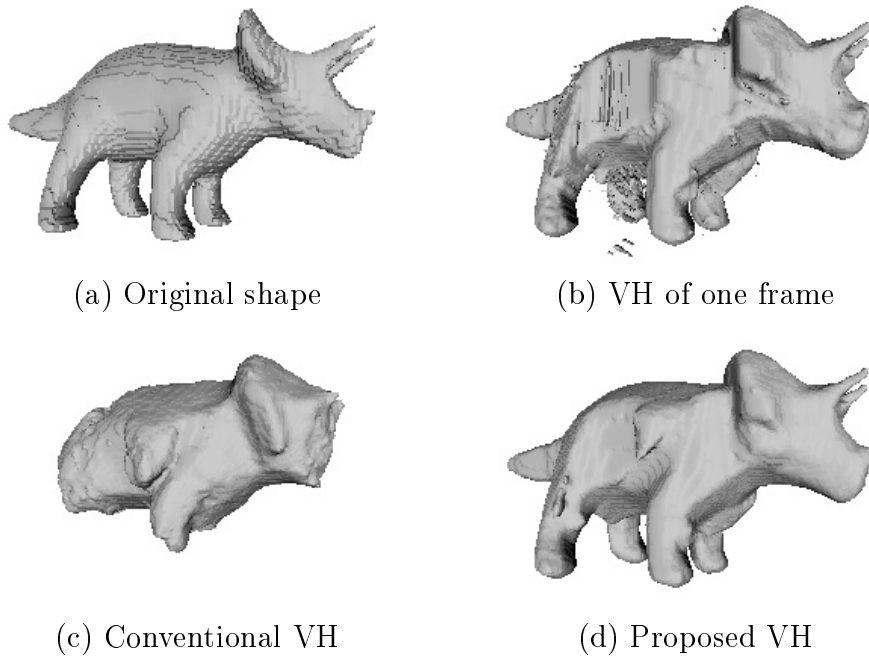 (a) Original shape
(b) VH of one frame
(c) Conventional VH
(d) Proposed VH